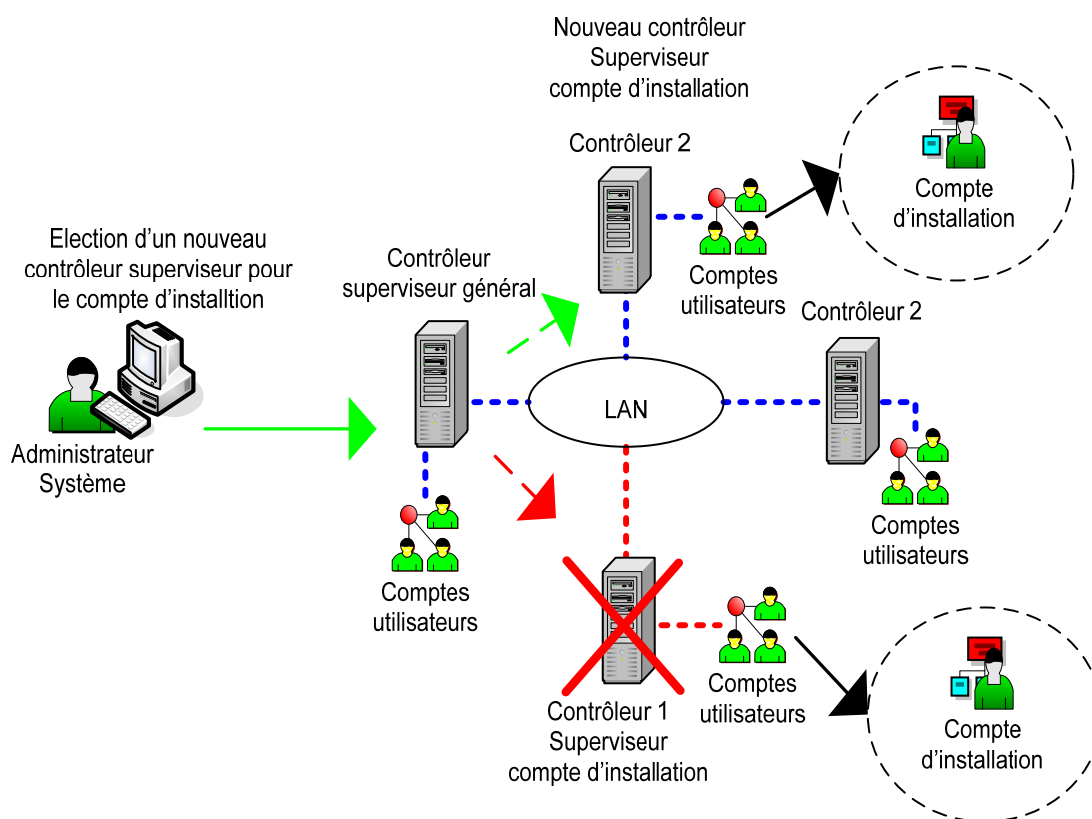 Nouveau contrôleur
Superviseur
compte d'installation
Contrôleur 2
Compte
d'installation
Comptes
utilisateurs
Election d'un nouveau
contrôleur superviseur pour
le compte d'installtion
Administrateur
Système
Contrôleur
superviseur général
Comptes
utilisateurs
LAN
Contrôleur 2
Comptes
utilisateurs
Contrôleur 1
Superviseur
compte d'installation
Comptes
utilisateurs
Compte
d'installation